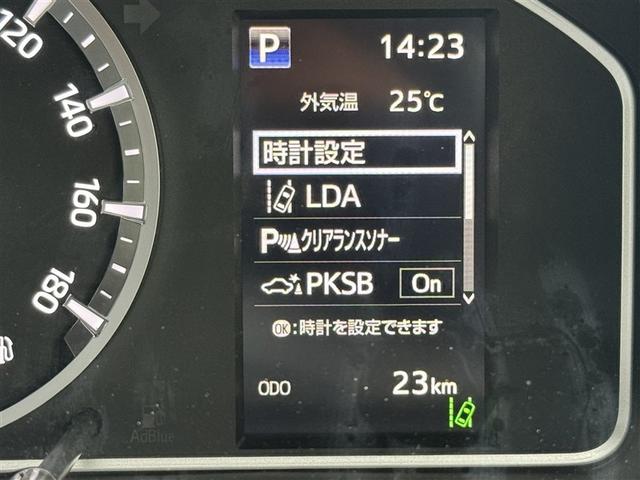 120
140
160
180
P 14:23
外気温 25℃
時計設定
LDA
P クリアランスソナー
PKSB On
OK:時計を設定できます
ODO 23km
AdBlue